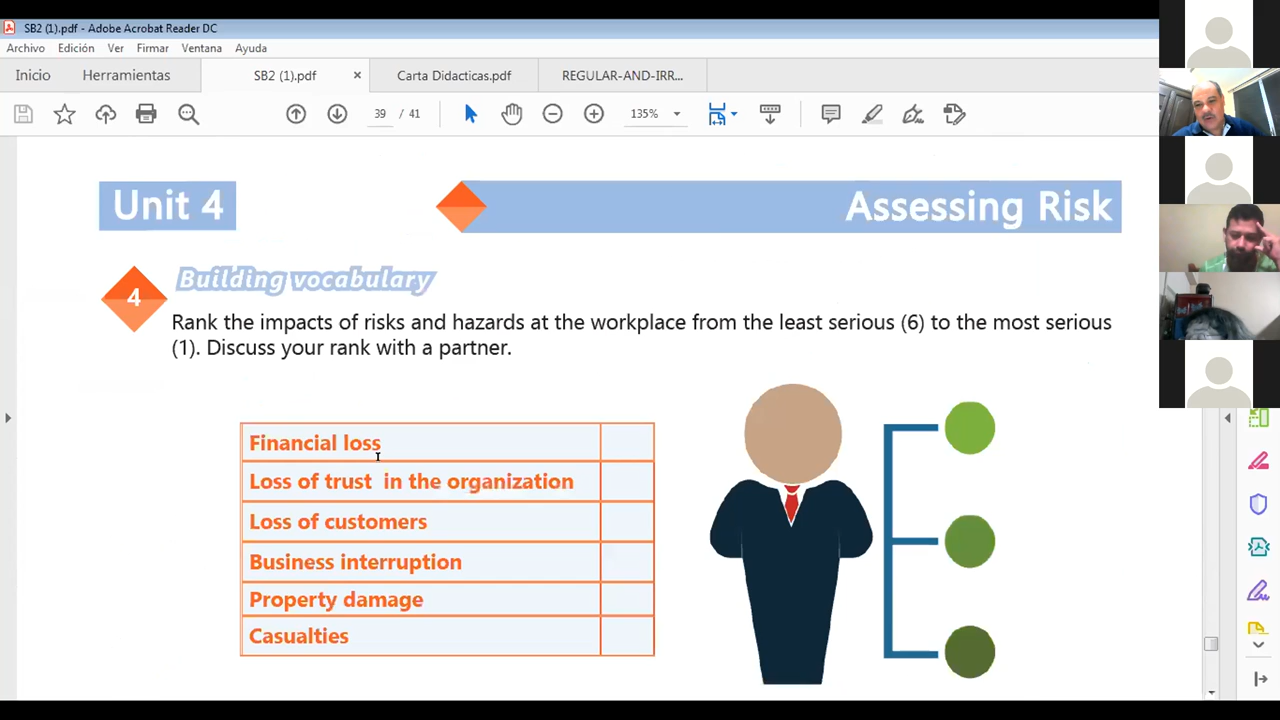 SB2 (1).pdf - Adobe Acrobat Reader DC
Archivo Edición Ver Firmar Ventana Ayuda
Inicio Herramientas SB2 (1).pdf × Carta Didacticas.pdf REGULAR-AND-IRR...
39 / 41 135%
Unit 4 Assessing Risk
4 Building vocabulary
Rank the impacts of risks and hazards at the workplace from the least serious (6) to the most serious
(1). Discuss your rank with a partner.
Financial loss
Loss of trust in the organization
Loss of customers
Business interruption
Property damage
Casualties